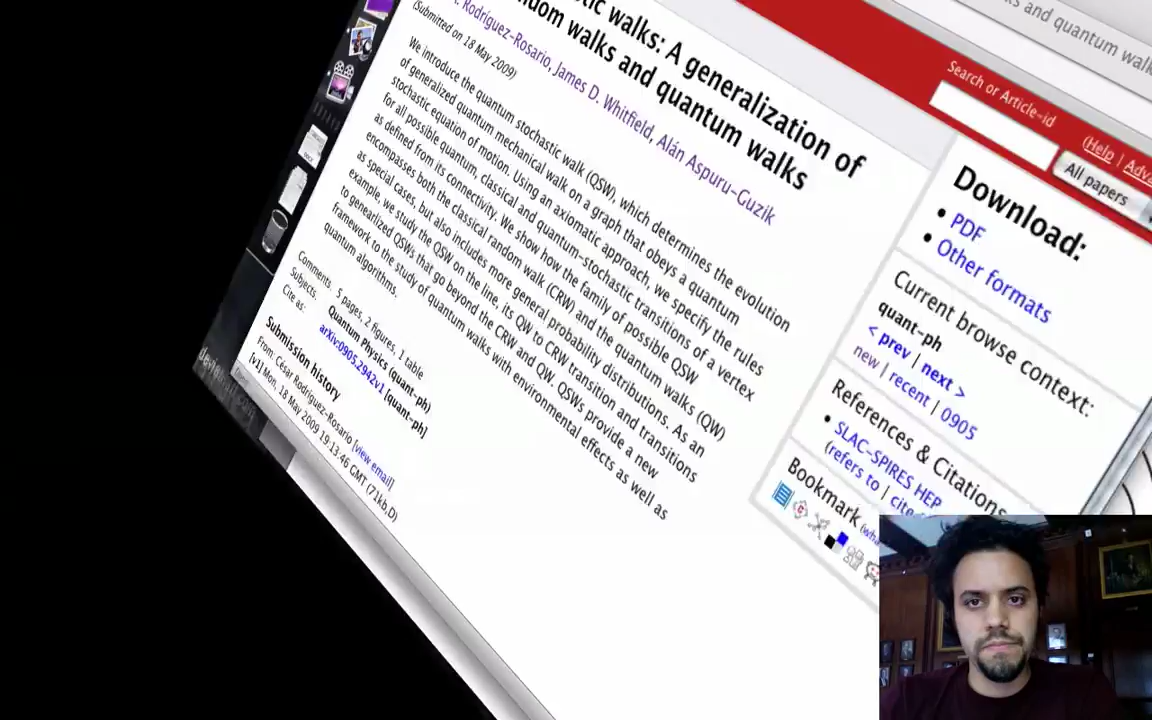 ks and quantum walk
Search or Article-id
(Help | Adva
All papers
tic walks: A generalization of
dom walks and quantum walks
Rodríguez-Rosario, James D. Whitfield, Alán Aspuru-Guzik
(Submitted on 18 May 2009)
We introduce the quantum stochastic walk (QSW), which determines the evolution
of generalized quantum mechanical walk on a graph that obeys a quantum
stochastic equation of motion. Using an axiomatic approach, we specify the rules
for all possible quantum, classical and quantum-stochastic transitions of a vertex
as defined from its connectivity. We show how the family of possible QSW
encompasses both the classical random walk (CRW) and the quantum walks (QW)
as special cases, but also includes more general probability distributions. As an
example, we study the QSW on the line, its QW to CRW transition and transitions
to genearlized QSWs that go beyond the CRW and QW. QSWs provide a new
framework to the study of quantum walks with environmental effects as well as
quantum algorithms.
Comments: 5 pages, 2 figures, 1 table
Subjects: Quantum Physics (quant-ph)
Cite as: arXiv:0905.2942v1 [quant-ph]
Submission history
From: César Rodríguez-Rosario [view email]
[v1] Mon, 18 May 2009 19:13:46 GMT (71kb,D)
Download:
• PDF
• Other formats
Current browse context:
quant-ph
< prev | next >
new | recent | 0905
References & Citations
• SLAC-SPIRES HEP
(refers to | cite
Bookmark (wha